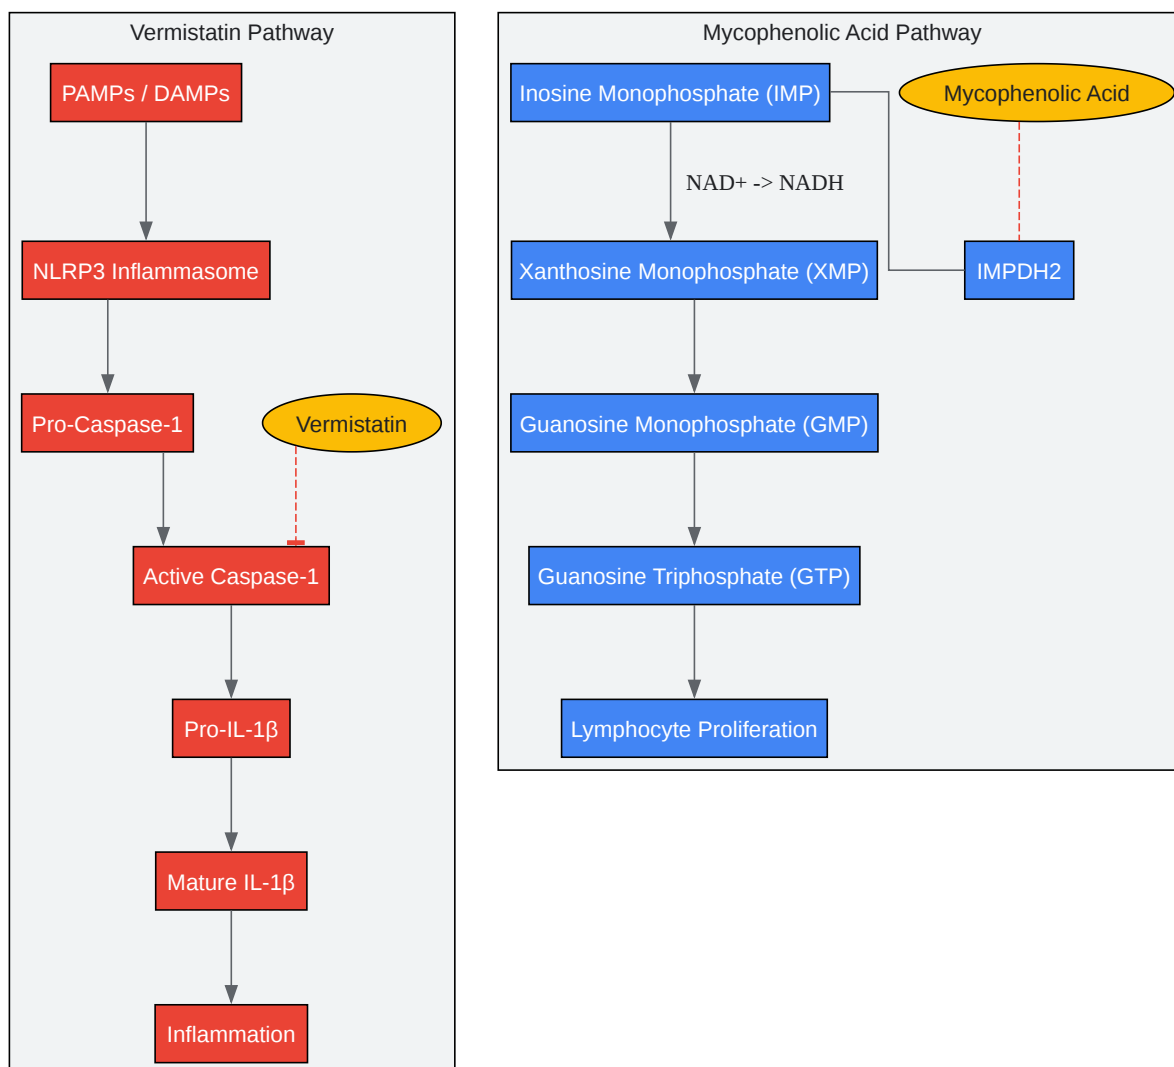 Vermistatin Pathway
PAMPs / DAMPs
NLRP3 Inflammasome
Pro-Caspase-1
Vermistatin
Active Caspase-1
Pro-IL-1β
Mature IL-1β
Inflammation
Mycophenolic Acid Pathway
Inosine Monophosphate (IMP)
Mycophenolic Acid
NAD+ -> NADH
Xanthosine Monophosphate (XMP)
IMPDH2
Guanosine Monophosphate (GMP)
Guanosine Triphosphate (GTP)
Lymphocyte Proliferation